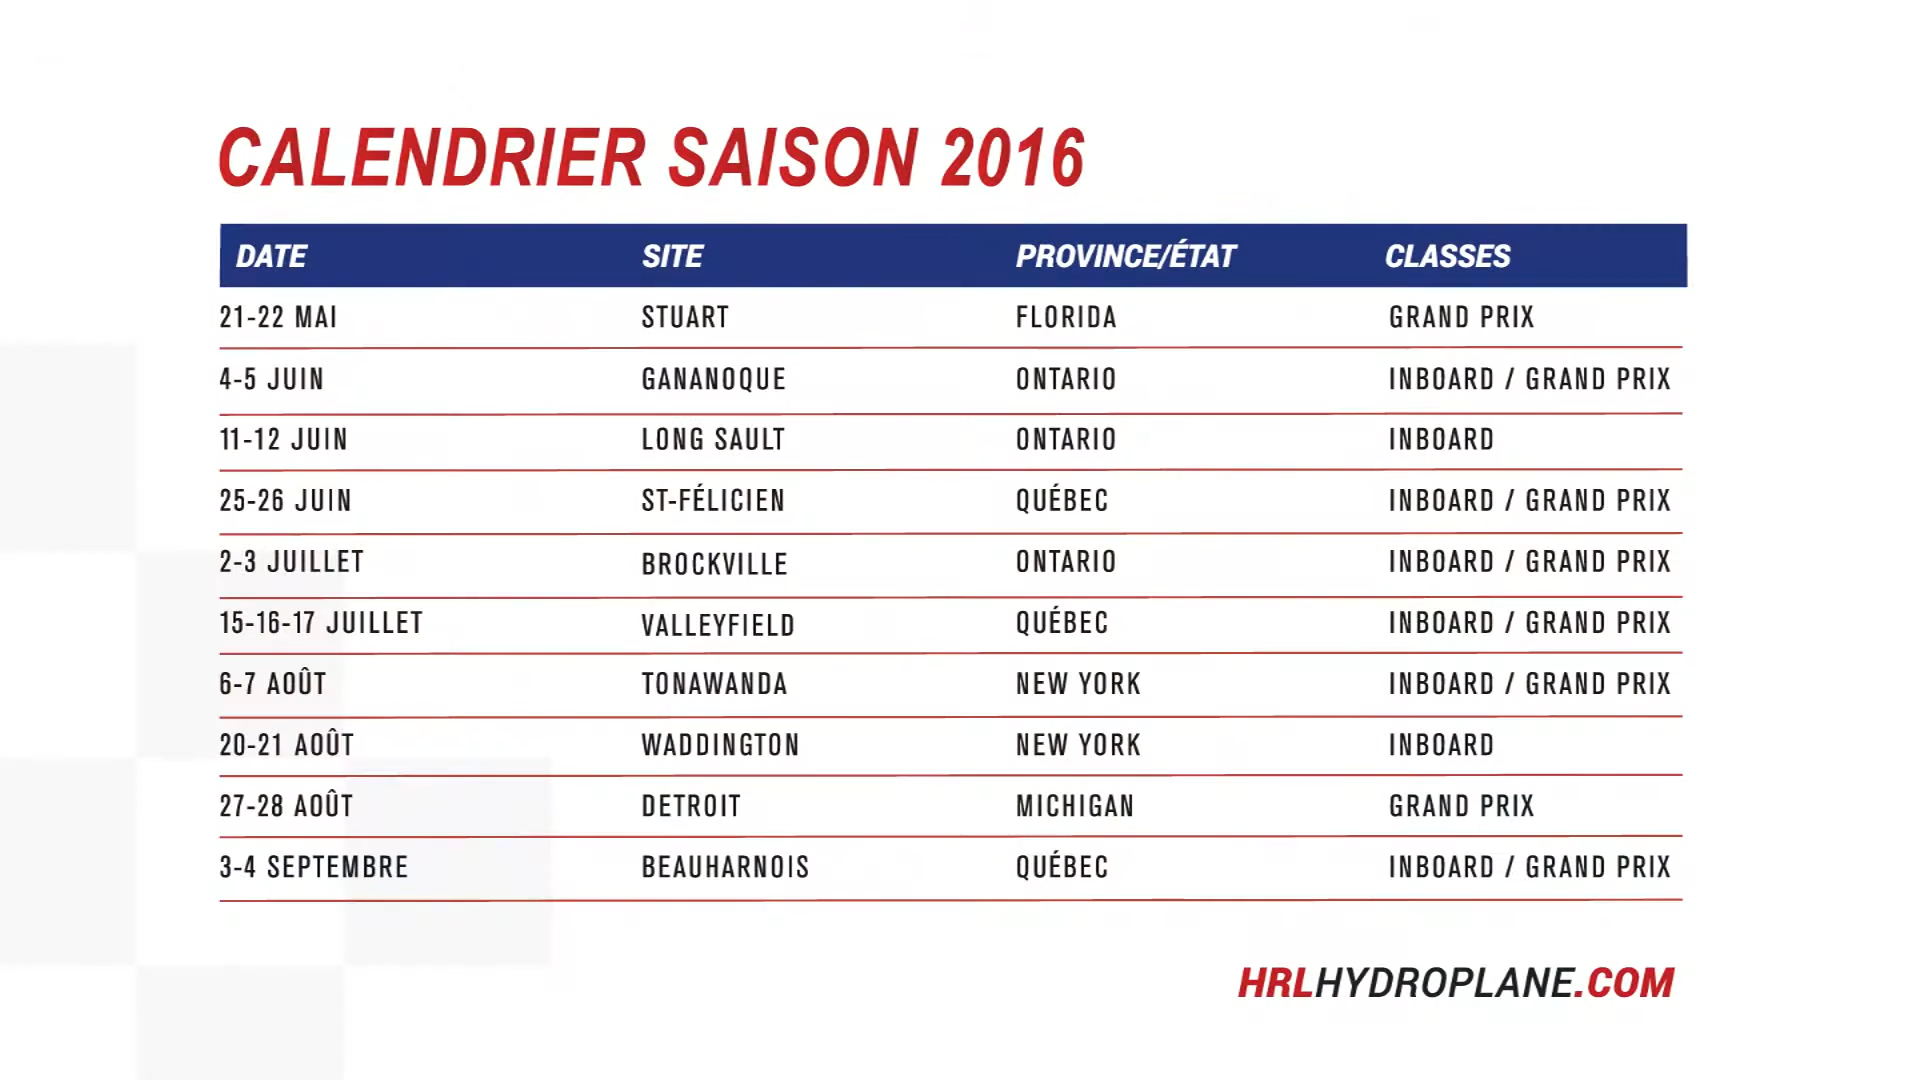 CALENDRIER SAISON 2016
DATE SITE PROVINCE/ÉTAT CLASSES
21-22 MAI STUART FLORIDA GRAND PRIX
4-5 JUIN GANANOQUE ONTARIO INBOARD / GRAND PRIX
11-12 JUIN LONG SAULT ONTARIO INBOARD
25-26 JUIN ST-FÉLICIEN QUÉBEC INBOARD / GRAND PRIX
2-3 JUILLET BROCKVILLE ONTARIO INBOARD / GRAND PRIX
15-16-17 JUILLET VALLEYFIELD QUÉBEC INBOARD / GRAND PRIX
6-7 AOÛT TONAWANDA NEW YORK INBOARD / GRAND PRIX
20-21 AOÛT WADDINGTON NEW YORK INBOARD
27-28 AOÛT DETROIT MICHIGAN GRAND PRIX
3-4 SEPTEMBRE BEAUHARNOIS QUÉBEC INBOARD / GRAND PRIX
HRLHYDROPLANE.COM